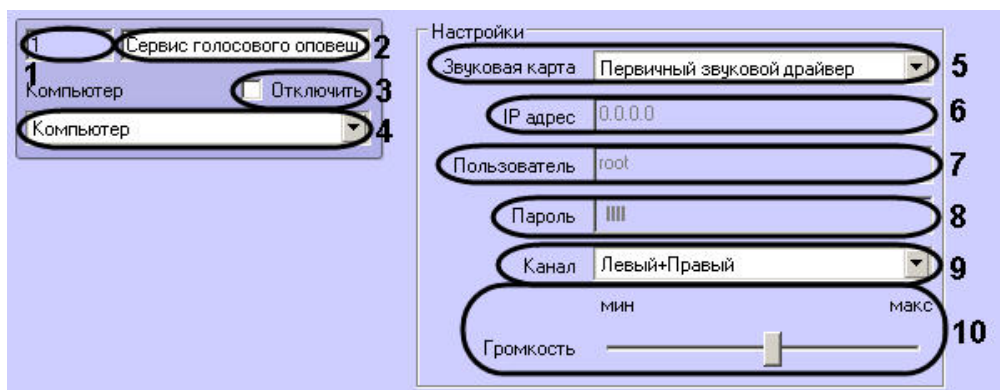 1 Сервис голосового оповещ 2
1
Компьютер Отключить 3
Компьютер 4
Настройки
Звуковая карта Первичный звуковой драйвер 5
IP адрес 0.0.0.0 6
Пользователь root 7
Пароль 8
Канал Левый+Правый 9
мин макс
Громкость 10